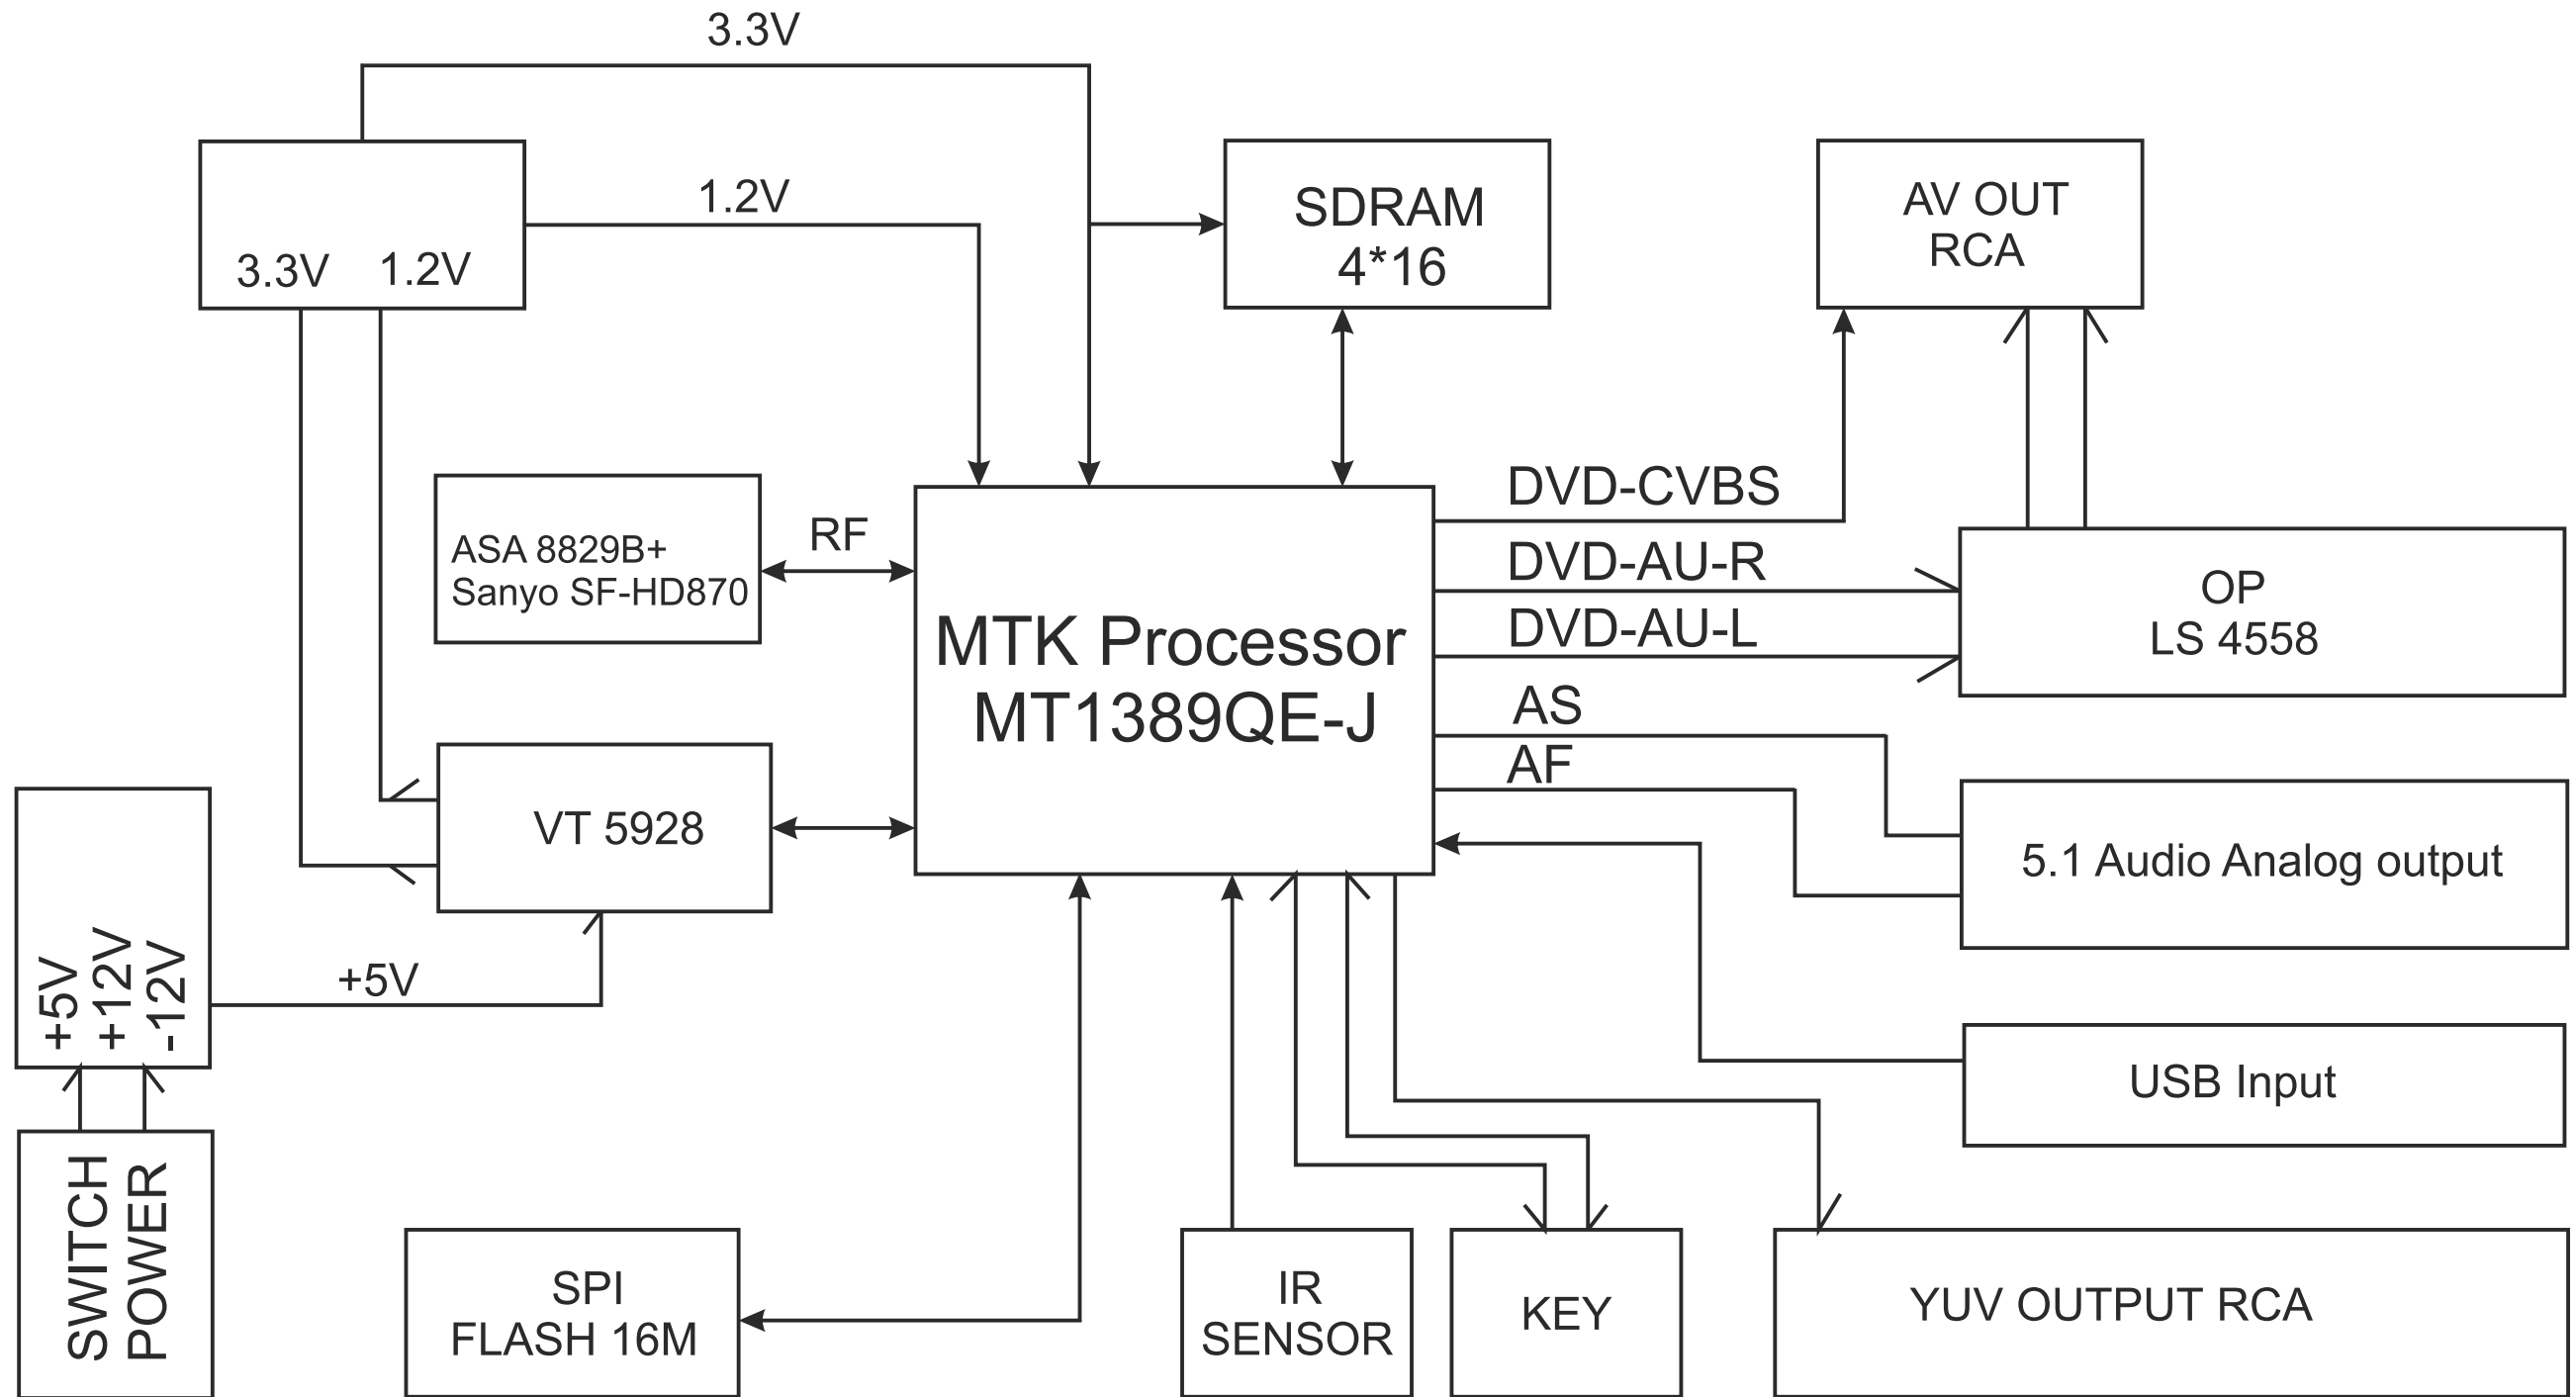 3.3V
1.2V
3.3V
1.2V
SDRAM
4*16
AV OUT
RCA
ASA 8829B+
Sanyo SF-HD870
RF
MTK Processor
MT1389QE-J
DVD-CVBS
DVD-AU-R
DVD-AU-L
AS
AF
OP
LS 4558
VT 5928
5.1 Audio Analog output
+5V
+12V
-12V
+5V
USB Input
SWITCH
POWER
SPI
FLASH 16M
IR
SENSOR
KEY
YUV OUTPUT RCA